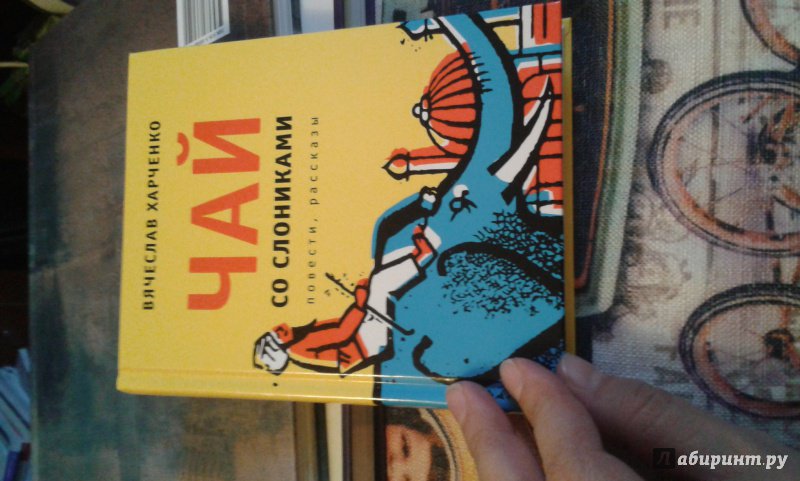 ВЯЧЕСЛАВ ХАРЧЕНКО
ЧАЙ
СО СЛОНИКАМИ
повести, рассказы
Лабиринт.ру